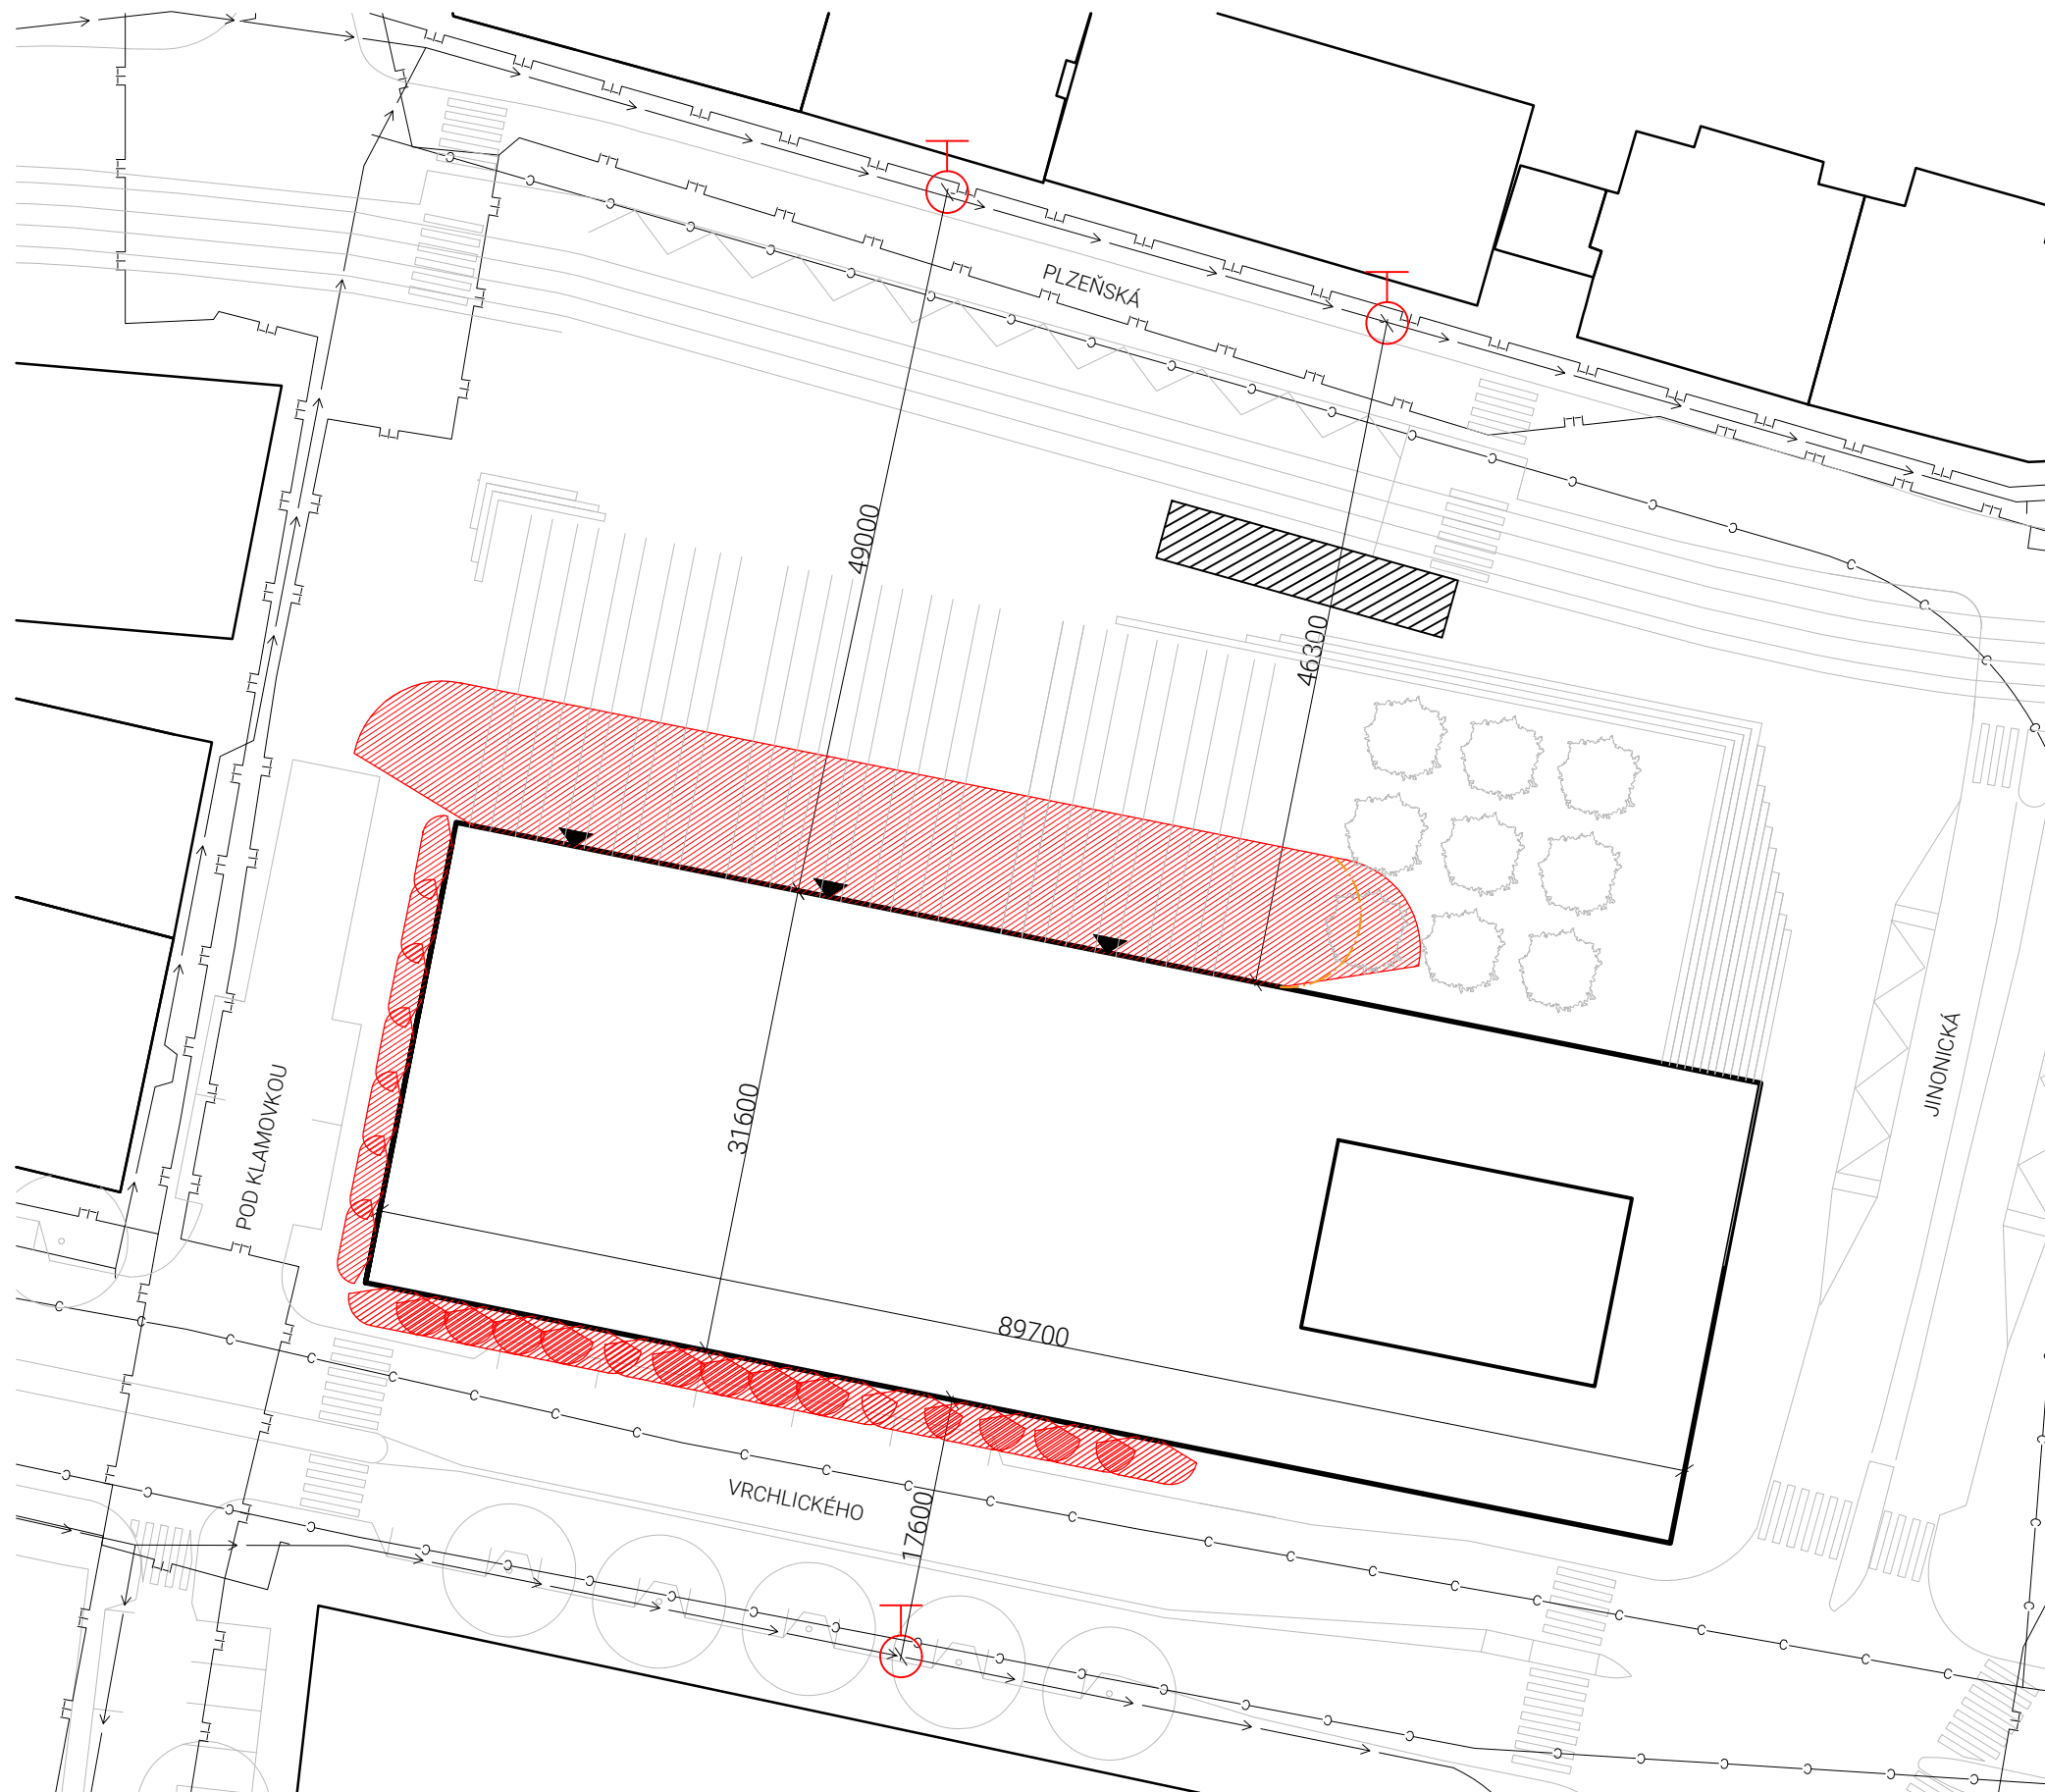 PLZEŇSKÁ
49000
46300
JINONICKÁ
POD KLAMOVKOU
31600
89700
VRCHLICKÉHO
17600